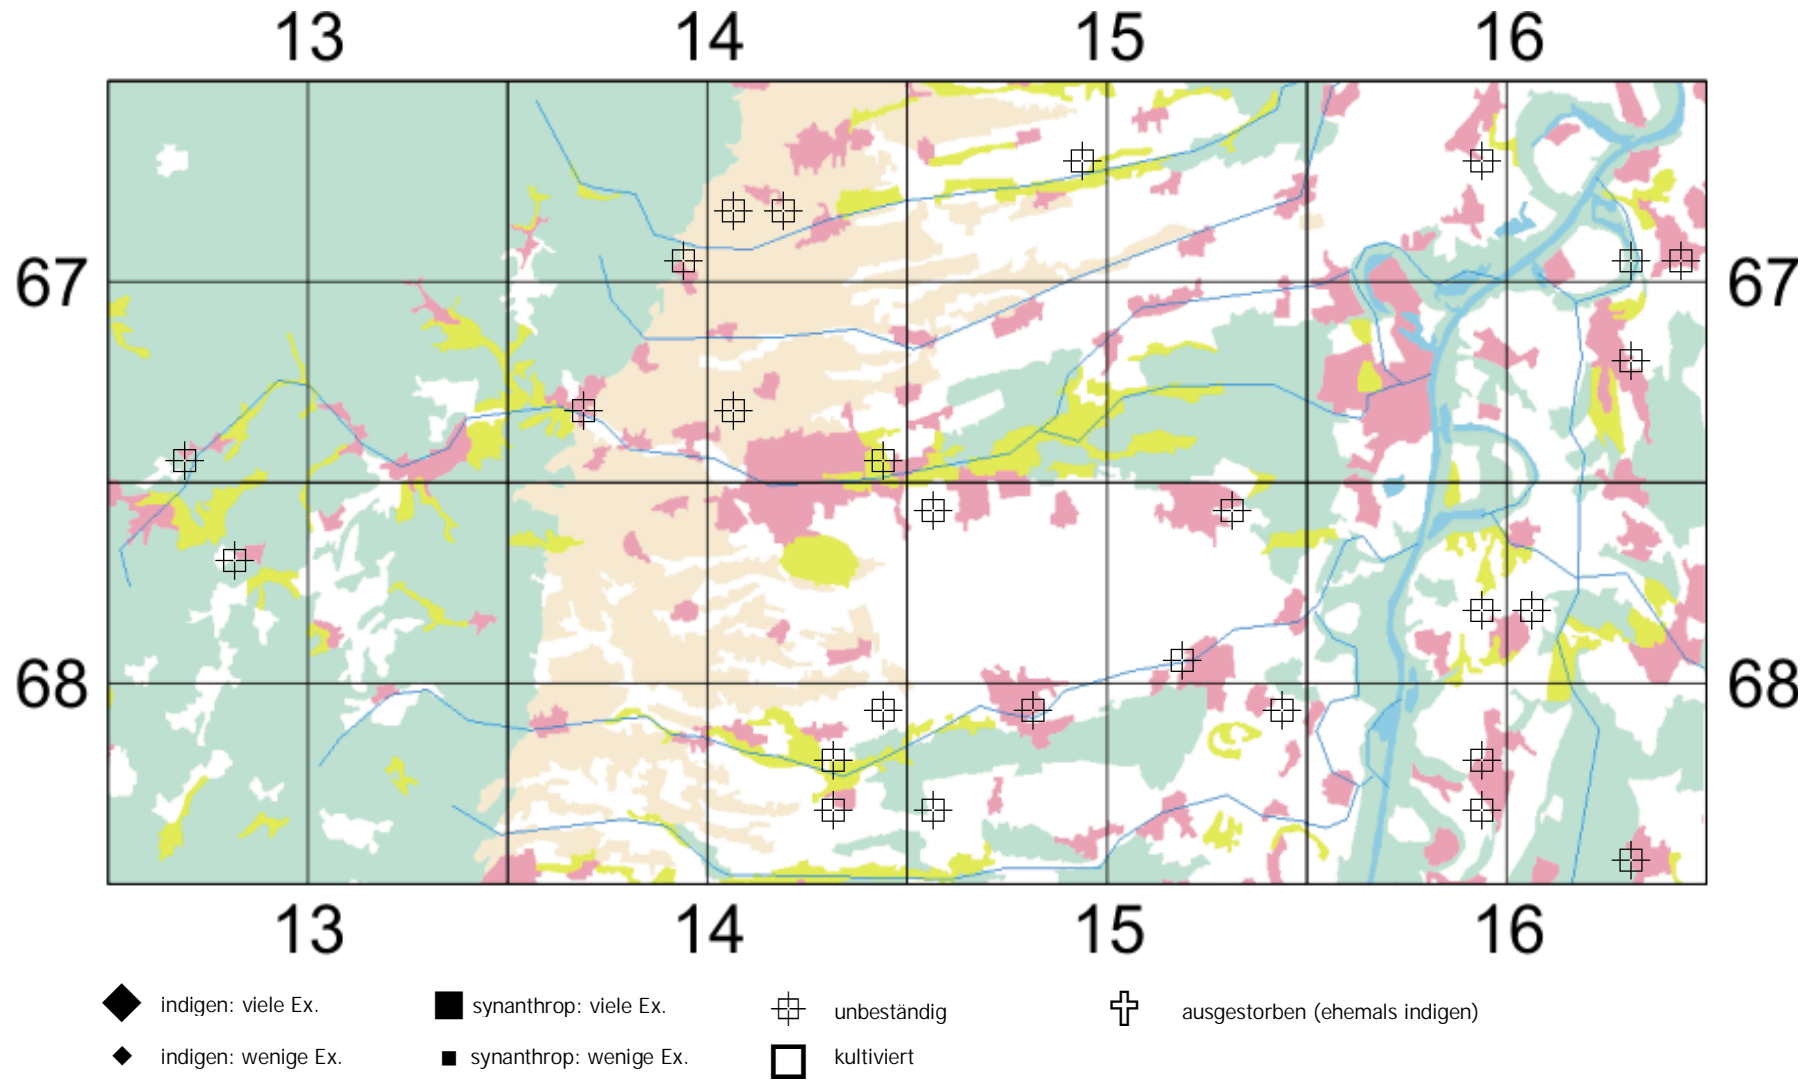 13 14 15 16
67 67
68 68
13 14 15 16
indigen: viele Ex. synanthrop: viele Ex. unbeständig ausgestorben (ehemals indigen)
indigen: wenige Ex. synanthrop: wenige Ex. kultiviert